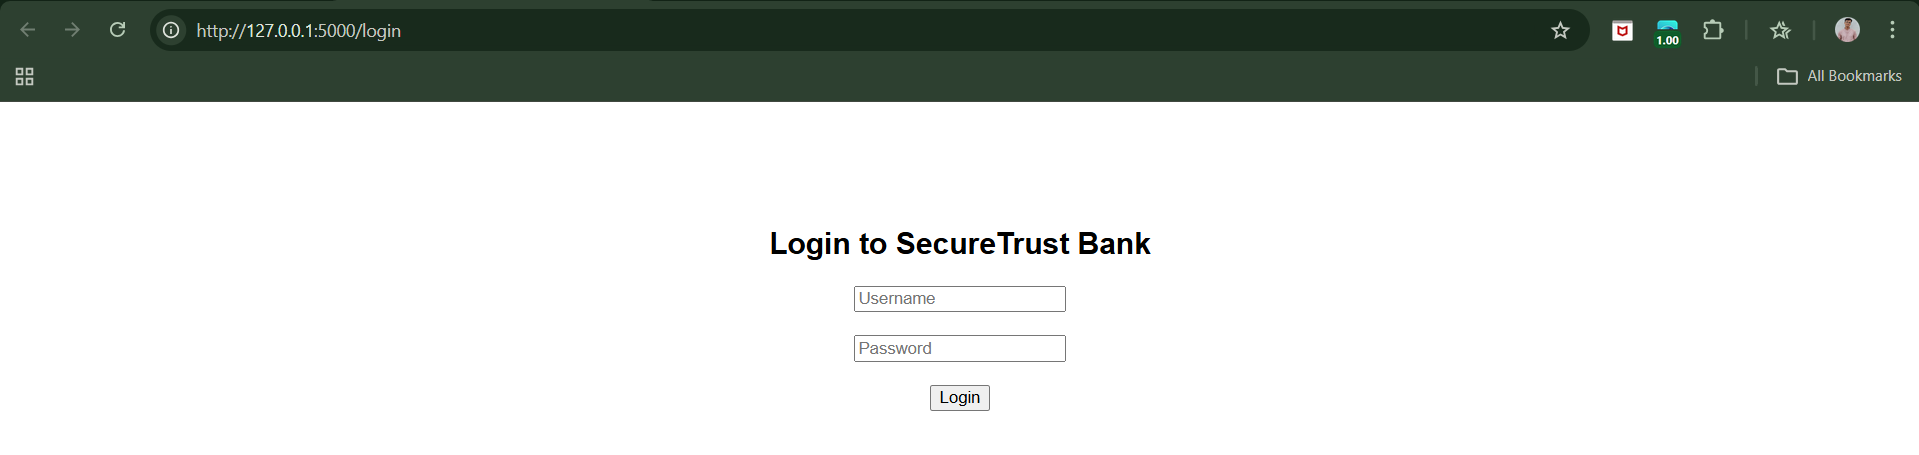 http://127.0.0.1:5000/login
1.00
All Bookmarks
Login to SecureTrust Bank
Username
Password
Login